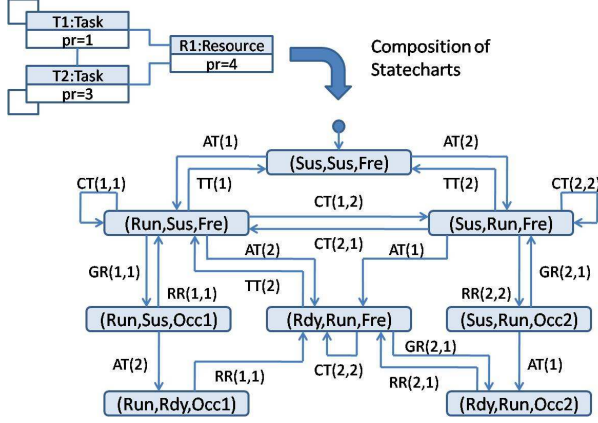 T1:Task
pr=1
R1:Resource
pr=4
T2:Task
pr=3
Composition of
Statecharts
AT(1)
AT(2)
(Sus,Sus,Fre)
TT(1)
TT(2)
CT(1,1)
CT(2,2)
CT(1,2)
(Run,Sus,Fre)
(Sus,Run,Fre)
CT(2,1)
AT(2)
AT(1)
GR(1,1)
RR(1,1)
TT(2)
RR(2,2)
GR(2,1)
(Run,Sus,Occ1)
(Rdy,Run,Fre)
(Sus,Run,Occ2)
GR(2,1)
AT(2)
RR(1,1)
CT(2,2)
RR(2,1)
AT(1)
(Run,Rdy,Occ1)
(Rdy,Run,Occ2)